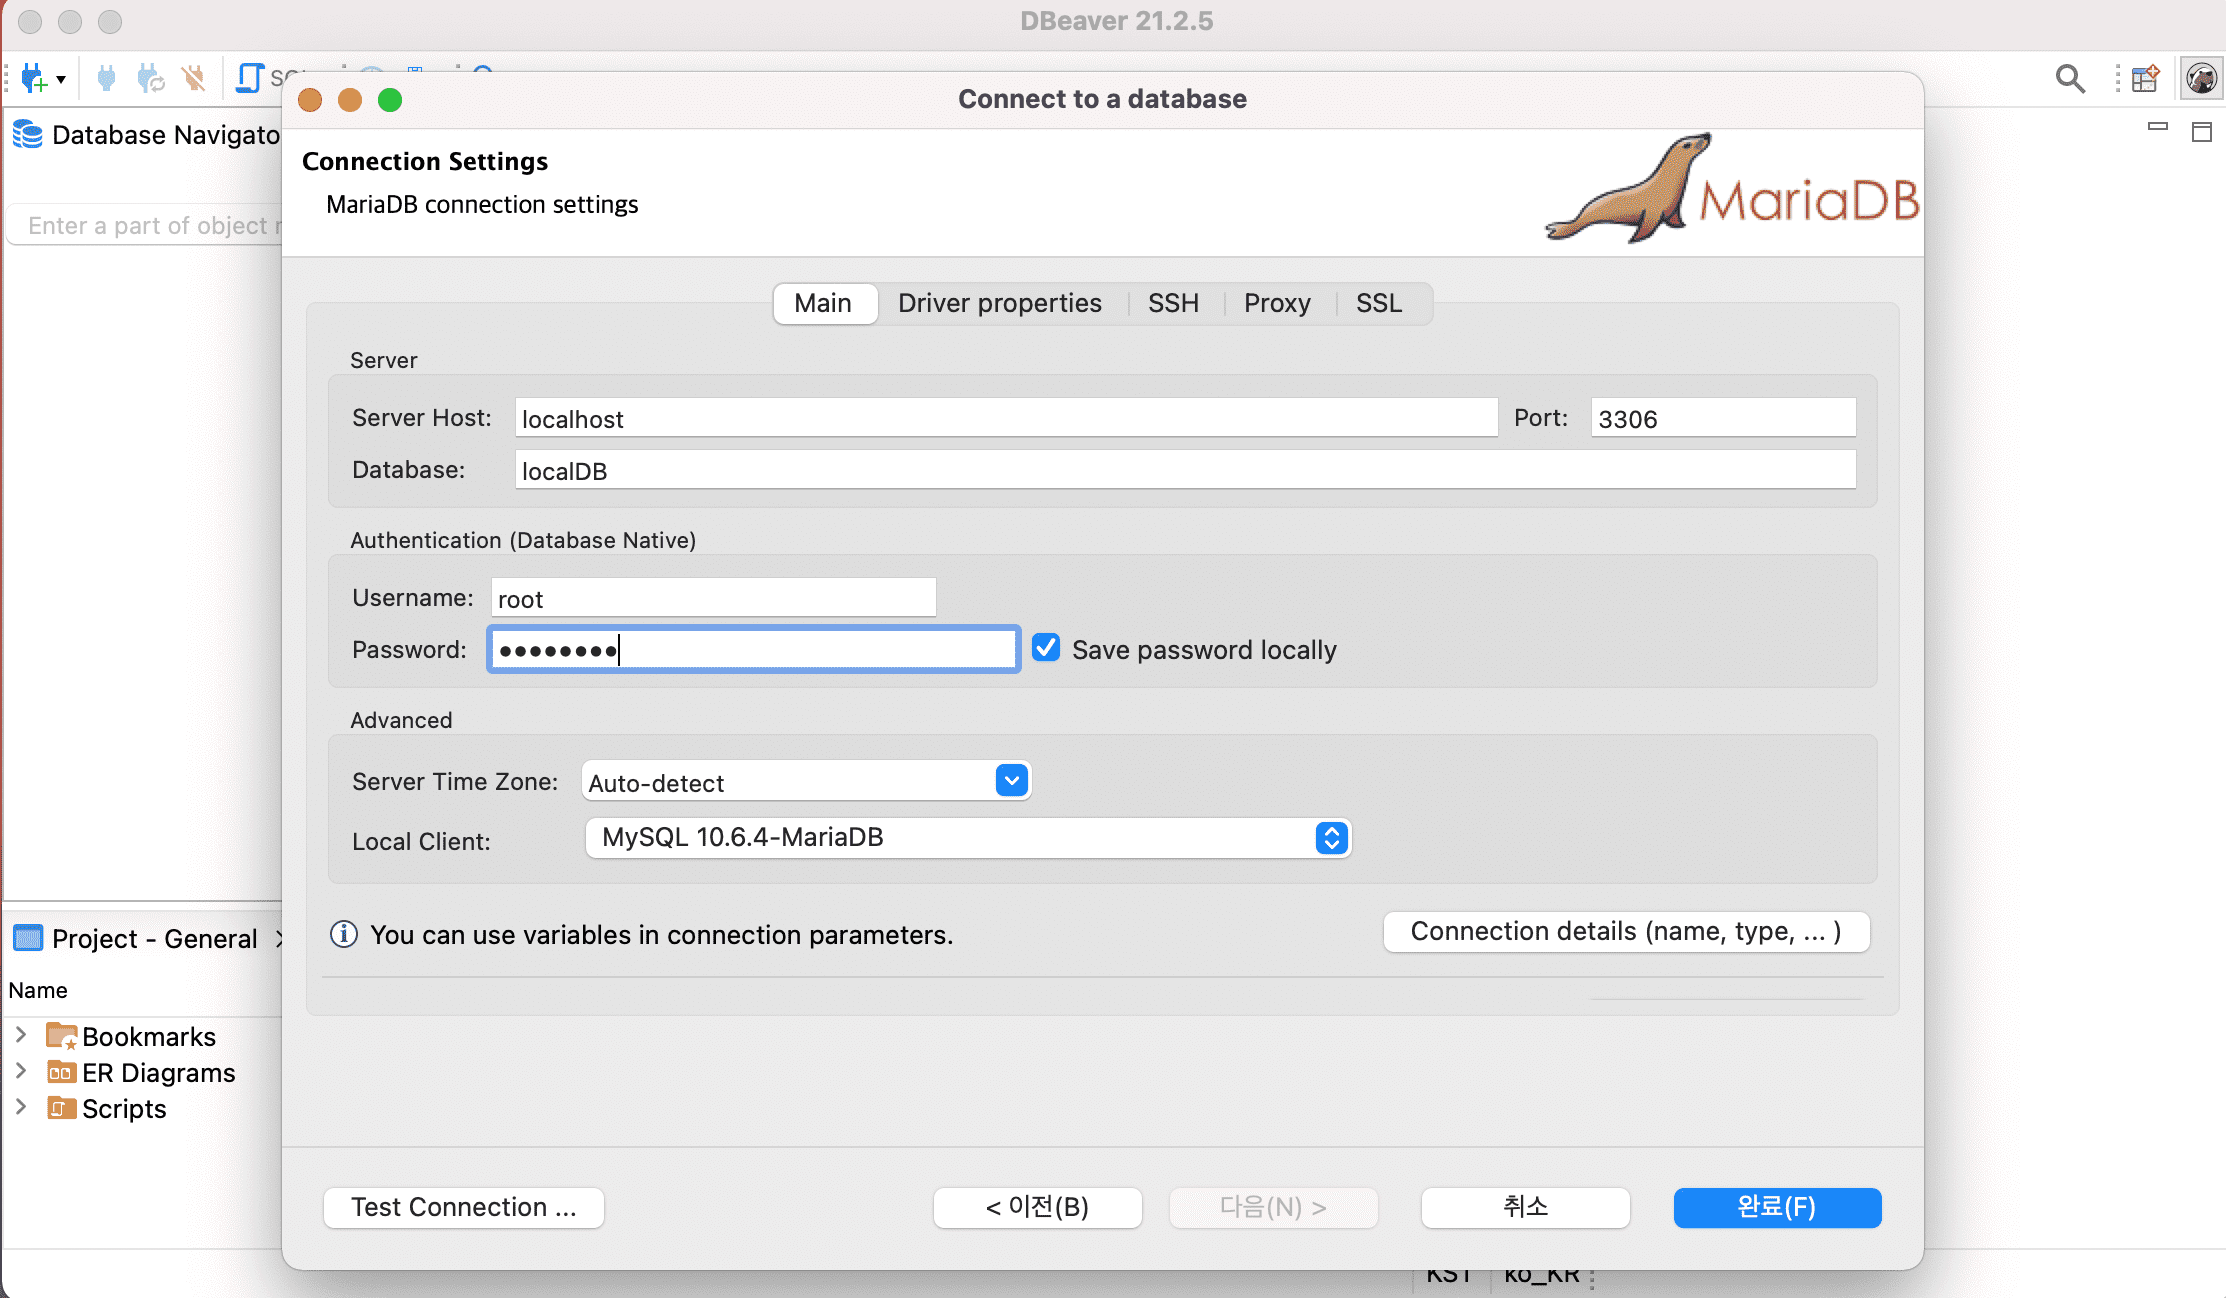 DBeaver 21.2.5
Connect to a database
Database Navigato
Connection Settings
MariaDB connection settings
MariaDB
Enter a part of object
Main
Driver properties
SSH
Proxy
SSL
Server
Server Host:
localhost
Port:
3306
Database:
localDB
Authentication (Database Native)
Username:
root
Password:
••••••••
Save password locally
Advanced
Server Time Zone:
Auto-detect
Local Client:
MySQL 10.6.4-MariaDB
You can use variables in connection parameters.
Connection details (name, type, ... )
Project - General
Name
Bookmarks
ER Diagrams
Scripts
Test Connection ...
< 이전(B)
다음(N) >
취소
완료(F)
KST
ko_KR